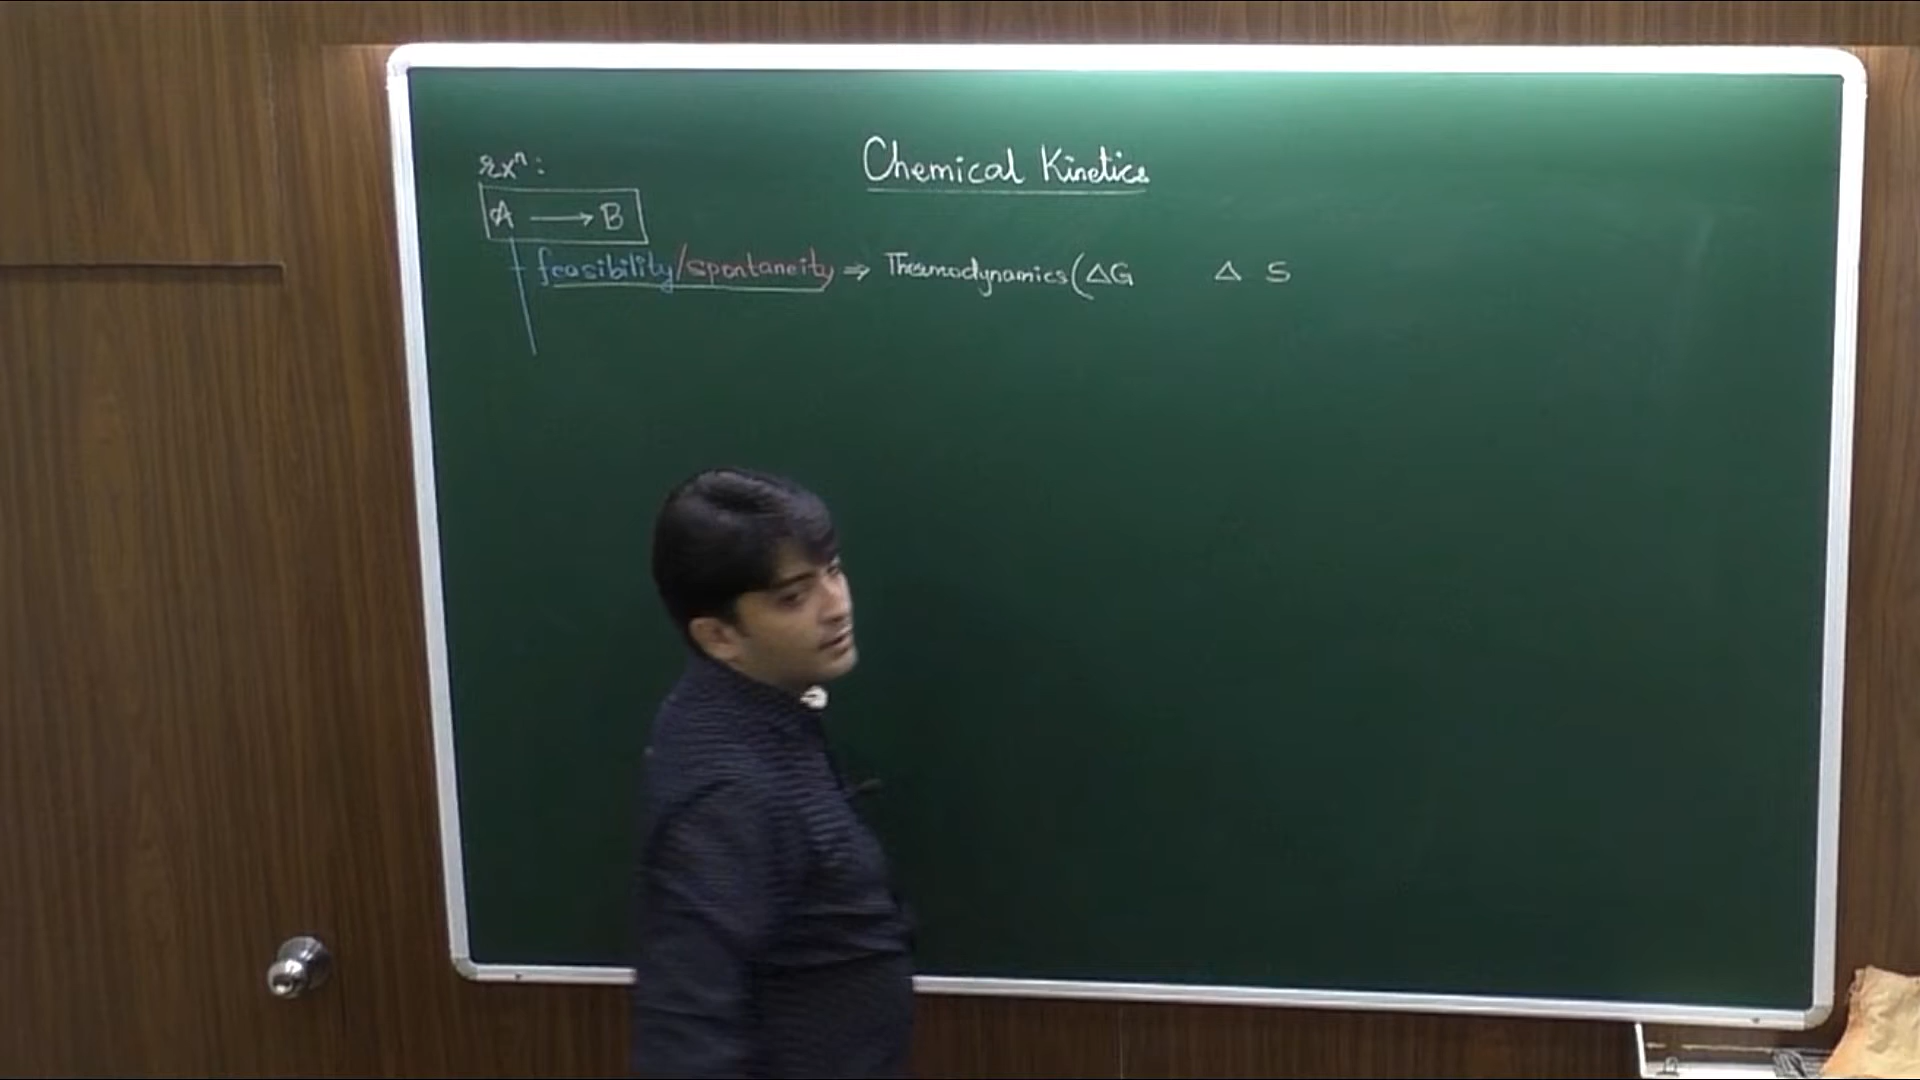 Chemical Kinetics
rxⁿ:
A ⟶ B
feasibility/spontaneity ⇒ Thermodynamics (ΔG Δ S